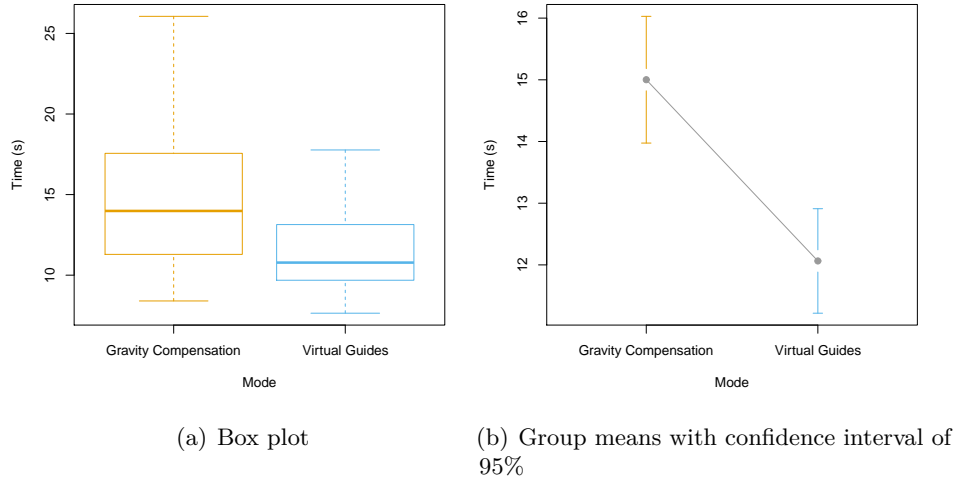 25
20
15
10
Time (s)
Gravity Compensation
Virtual Guides
Mode
(a) Box plot
16
15
14
13
12
Time (s)
Gravity Compensation
Virtual Guides
Mode
(b) Group means with confidence interval of
95%